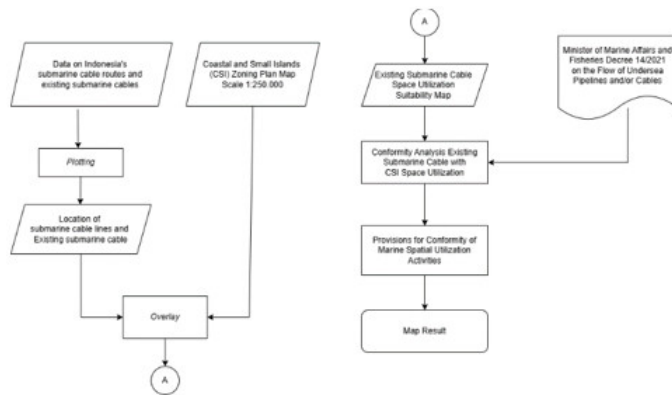 Data on Indonesia's
submarine cable routes and
existing submarine cables
Coastal and Small Islands
(CSI) Zoning Plan Map
Scale 1:250.000
Plotting
Location of
submarine cable lines and
Existing submarine cable
Overlay
A
A
Existing Submarine Cable
Space Utilization
Suitability Map
Minister of Marine Affairs and
Fisheries Decree 14/2021
on the Flow of Undersea
Pipelines and/or Cables
Conformity Analysis Existing
Submarine Cable with
CSI Space Utilization
Provisions for Conformity of
Marine Spatial Utilization
Activities
Map Result